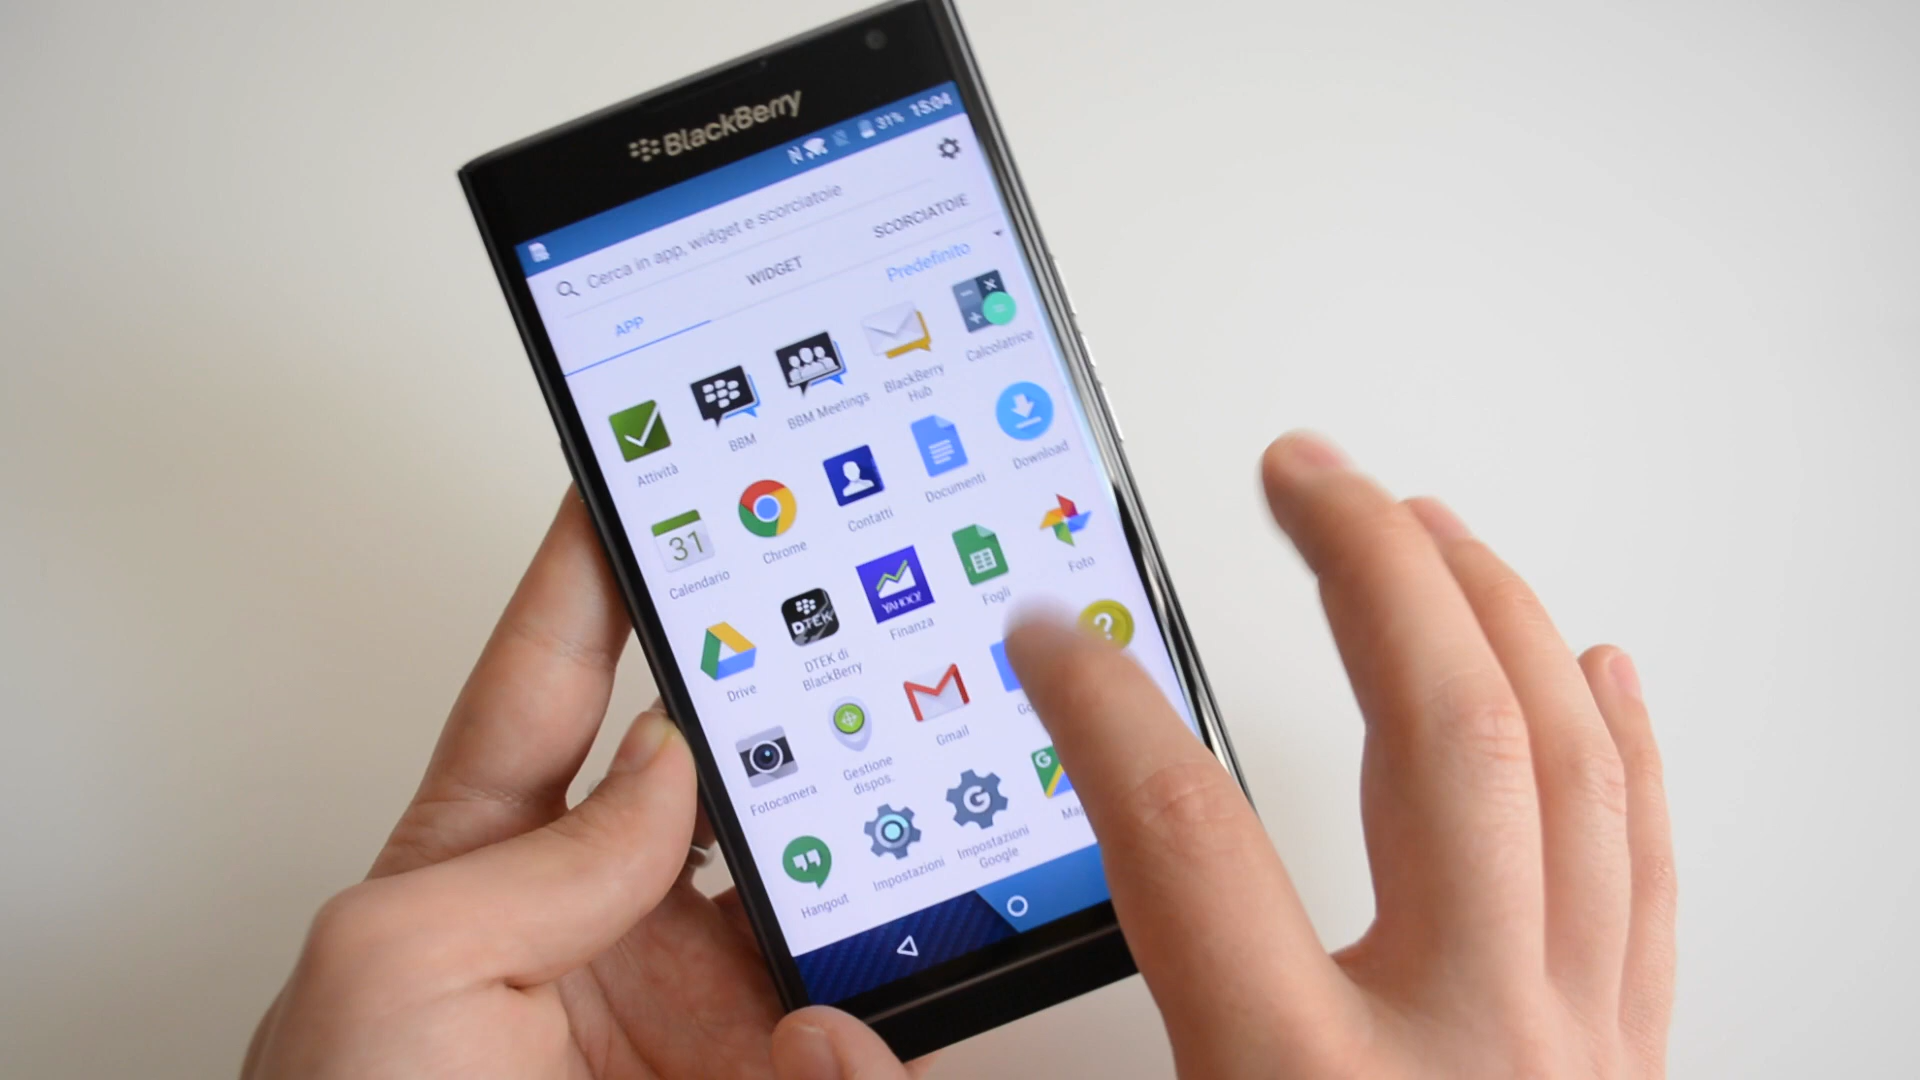 BlackBerry
31% 15:04
Cerca in app, widget e scorciatoie
APP
WIDGET
SCORCIATOIE
Predefinito
Attività
BBM
BBM Meetings
BlackBerry
Hub
Calcolatrice
31
Calendario
Chrome
Contatti
Documenti
Download
Drive
DTEK
DTEK di
BlackBerry
YAHOO!
Finanza
Fogli
Foto
?
Fotocamera
Gestione
dispos.
Gmail
Hangout
Impostazioni
G
Impostazioni
Google
G